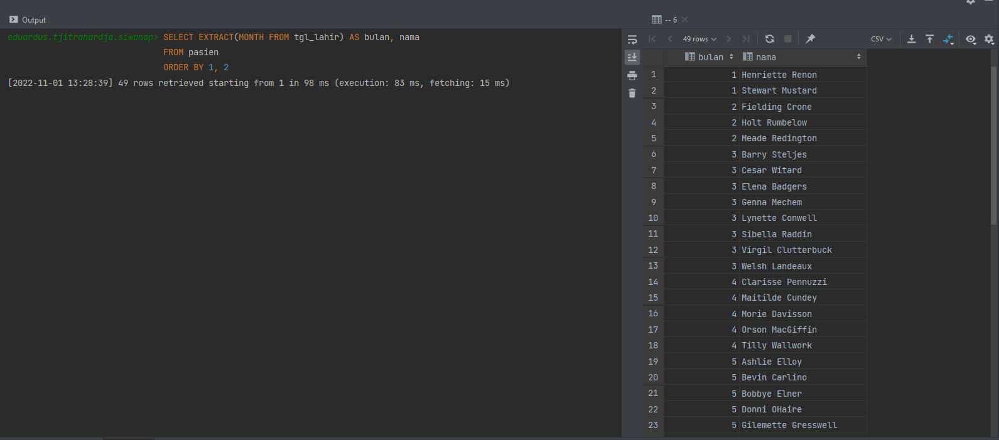 Output
eduardus.tjitrahardja.siwanap> SELECT EXTRACT(MONTH FROM tgl_lahir) AS bulan, nama
FROM pasien
ORDER BY 1, 2
[2022-11-01 13:28:39] 49 rows retrieved starting from 1 in 98 ms (execution: 83 ms, fetching: 15 ms)
-- 6
49 rows
CSV
bulan nama
1 1 Henriette Renon
2 1 Stewart Mustard
3 2 Fielding Crone
4 2 Holt Rumbelow
5 2 Meade Redington
6 3 Barry Steljes
7 3 Cesar Witard
8 3 Elena Badgers
9 3 Genna Mechem
10 3 Lynette Conwell
11 3 Sibella Raddin
12 3 Virgil Clutterbuck
13 3 Welsh Landeaux
14 4 Clarisse Pennuzzi
15 4 Maitilde Cundey
16 4 Morie Davisson
17 4 Orson MacGiffin
18 4 Tilly Wallwork
19 5 Ashlie Elloy
20 5 Bevin Carlino
21 5 Bobbye Elner
22 5 Donni OHaire
23 5 Gilemette Gresswell